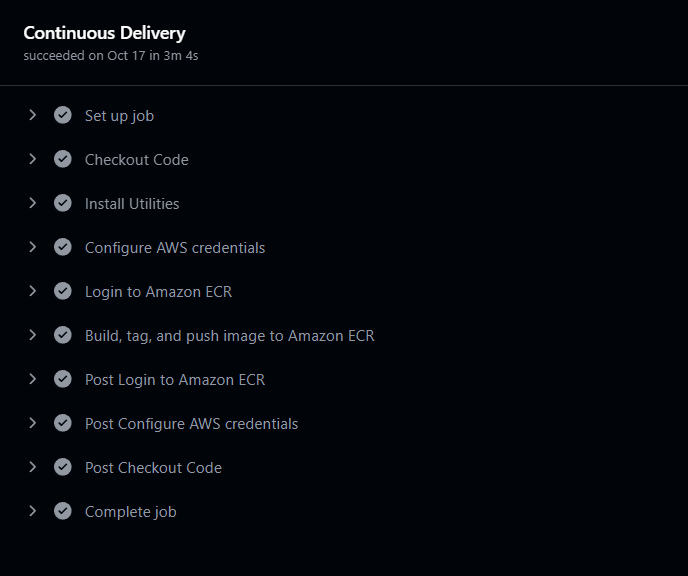 Continuous Delivery
succeeded on Oct 17 in 3m 4s
Set up job
Checkout Code
Install Utilities
Configure AWS credentials
Login to Amazon ECR
Build, tag, and push image to Amazon ECR
Post Login to Amazon ECR
Post Configure AWS credentials
Post Checkout Code
Complete job